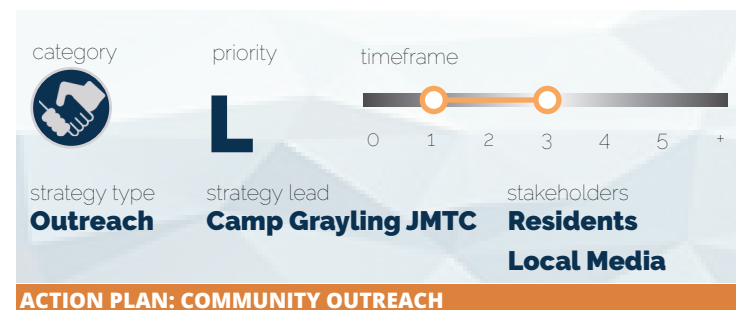 category priority timeframe
L
0 1 2 3 4 5 +
strategy type strategy lead stakeholders
Outreach Camp Grayling JMTC Residents
Local Media
ACTION PLAN: COMMUNITY OUTREACH